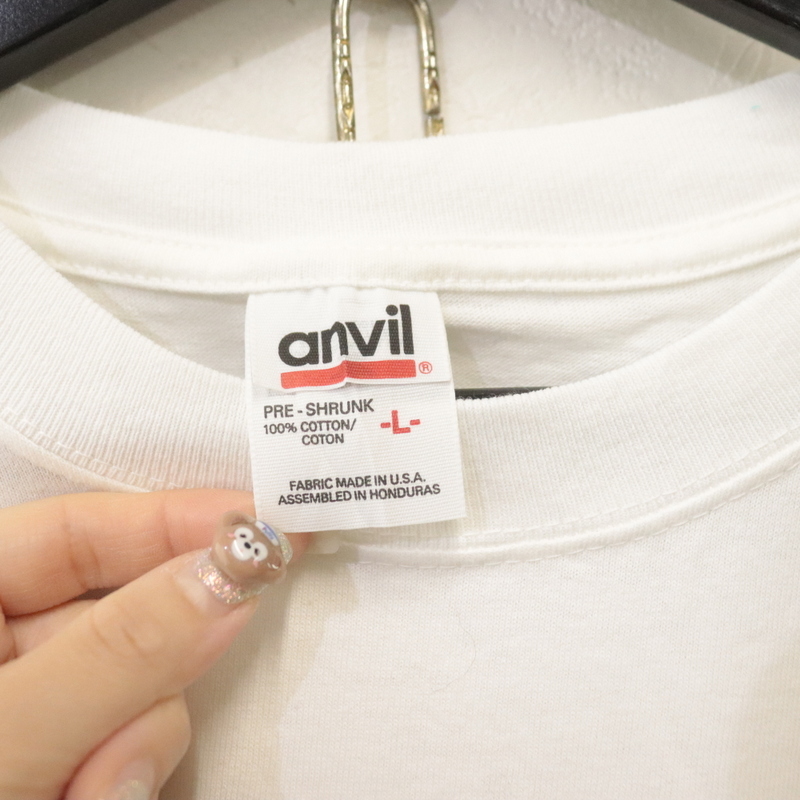 anvil®
PRE-SHRUNK
100% COTTON/
COTON
-L-
FABRIC MADE IN U.S.A.
ASSEMBLED IN HONDURAS